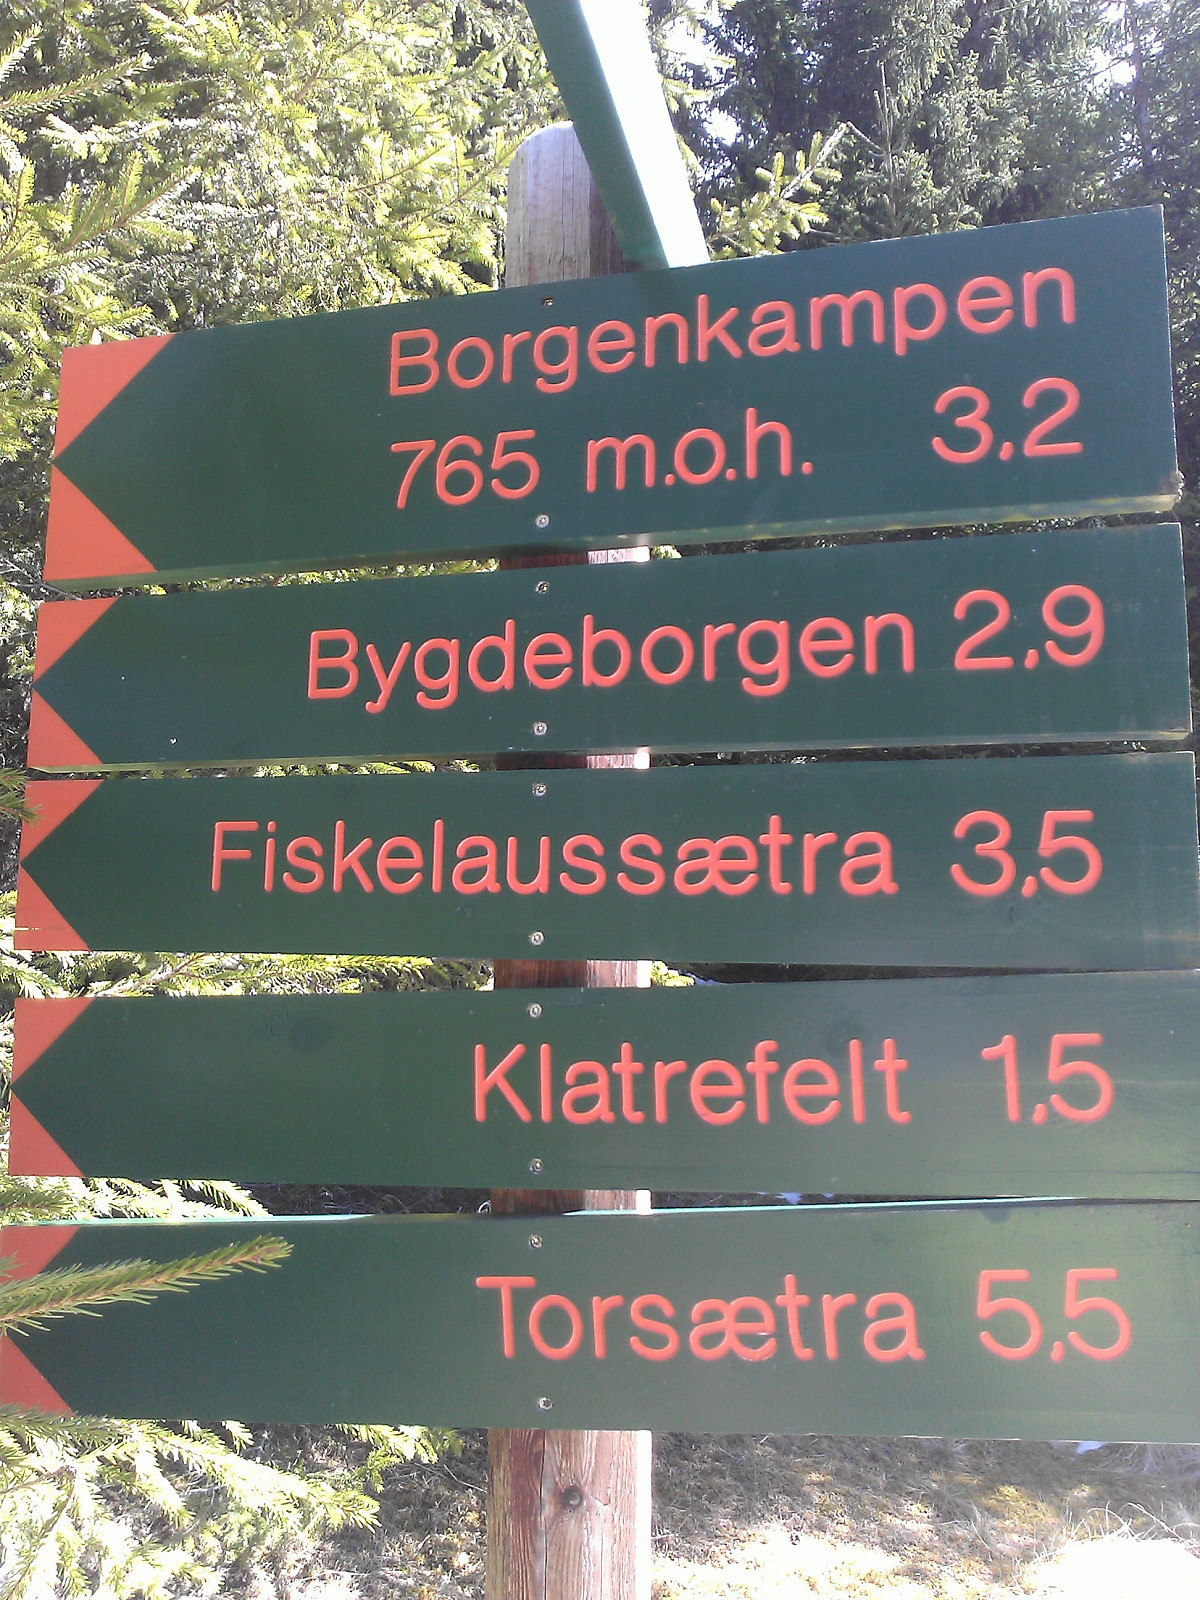 Borgenkampen
765 m.o.h. 3,2
Bygdeborgen 2,9
Fiskelaussætra 3,5
Klatrefelt 1,5
Torsætra 5,5